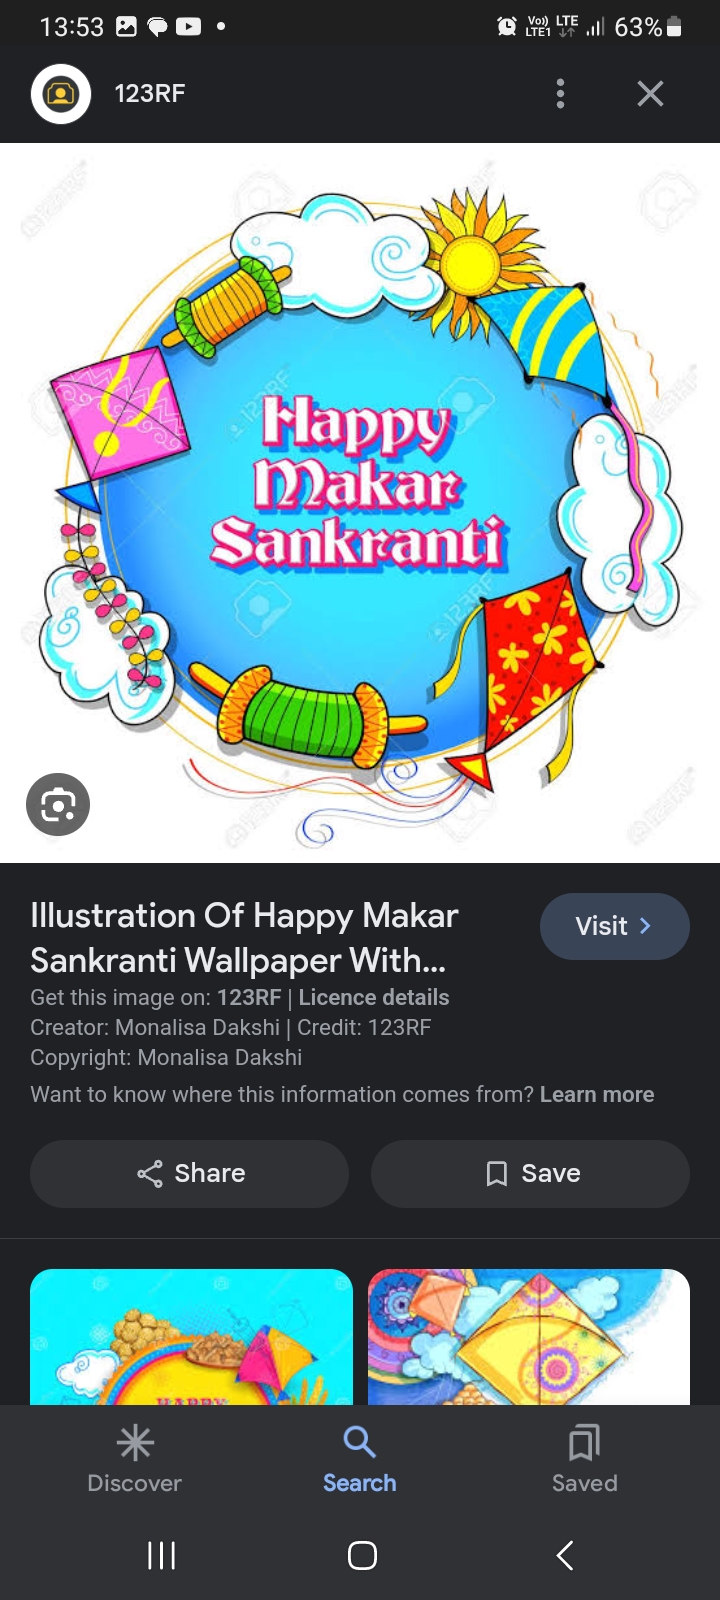 13:53
Vo)) LTE
LTE1
63%
123RF
Happy
Makar
Sankranti
Illustration Of Happy Makar
Sankranti Wallpaper With...
Visit
Get this image on: 123RF | Licence details
Creator: Monalisa Dakshi | Credit: 123RF
Copyright: Monalisa Dakshi
Want to know where this information comes from? Learn more
Share
Save
HAPPY
Discover
Search
Saved